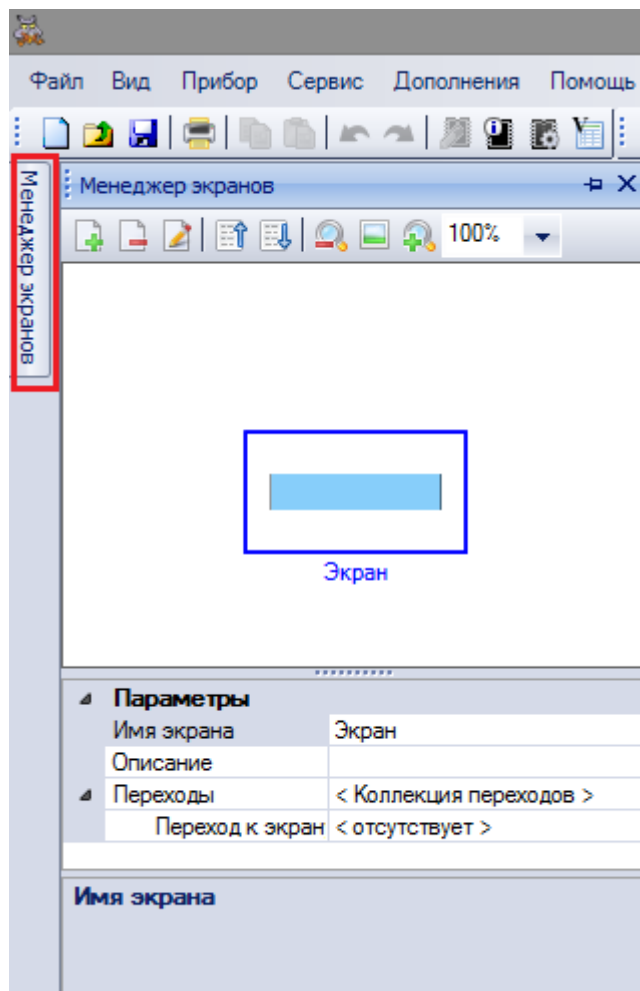 Файл Вид Прибор Сервис Дополнения Помощь
Менеджер экранов
Менеджер экранов
100%
Экран
Параметры
Имя экрана Экран
Описание
Переходы < Коллекция переходов >
Переход к экран < отсутствует >
Имя экрана